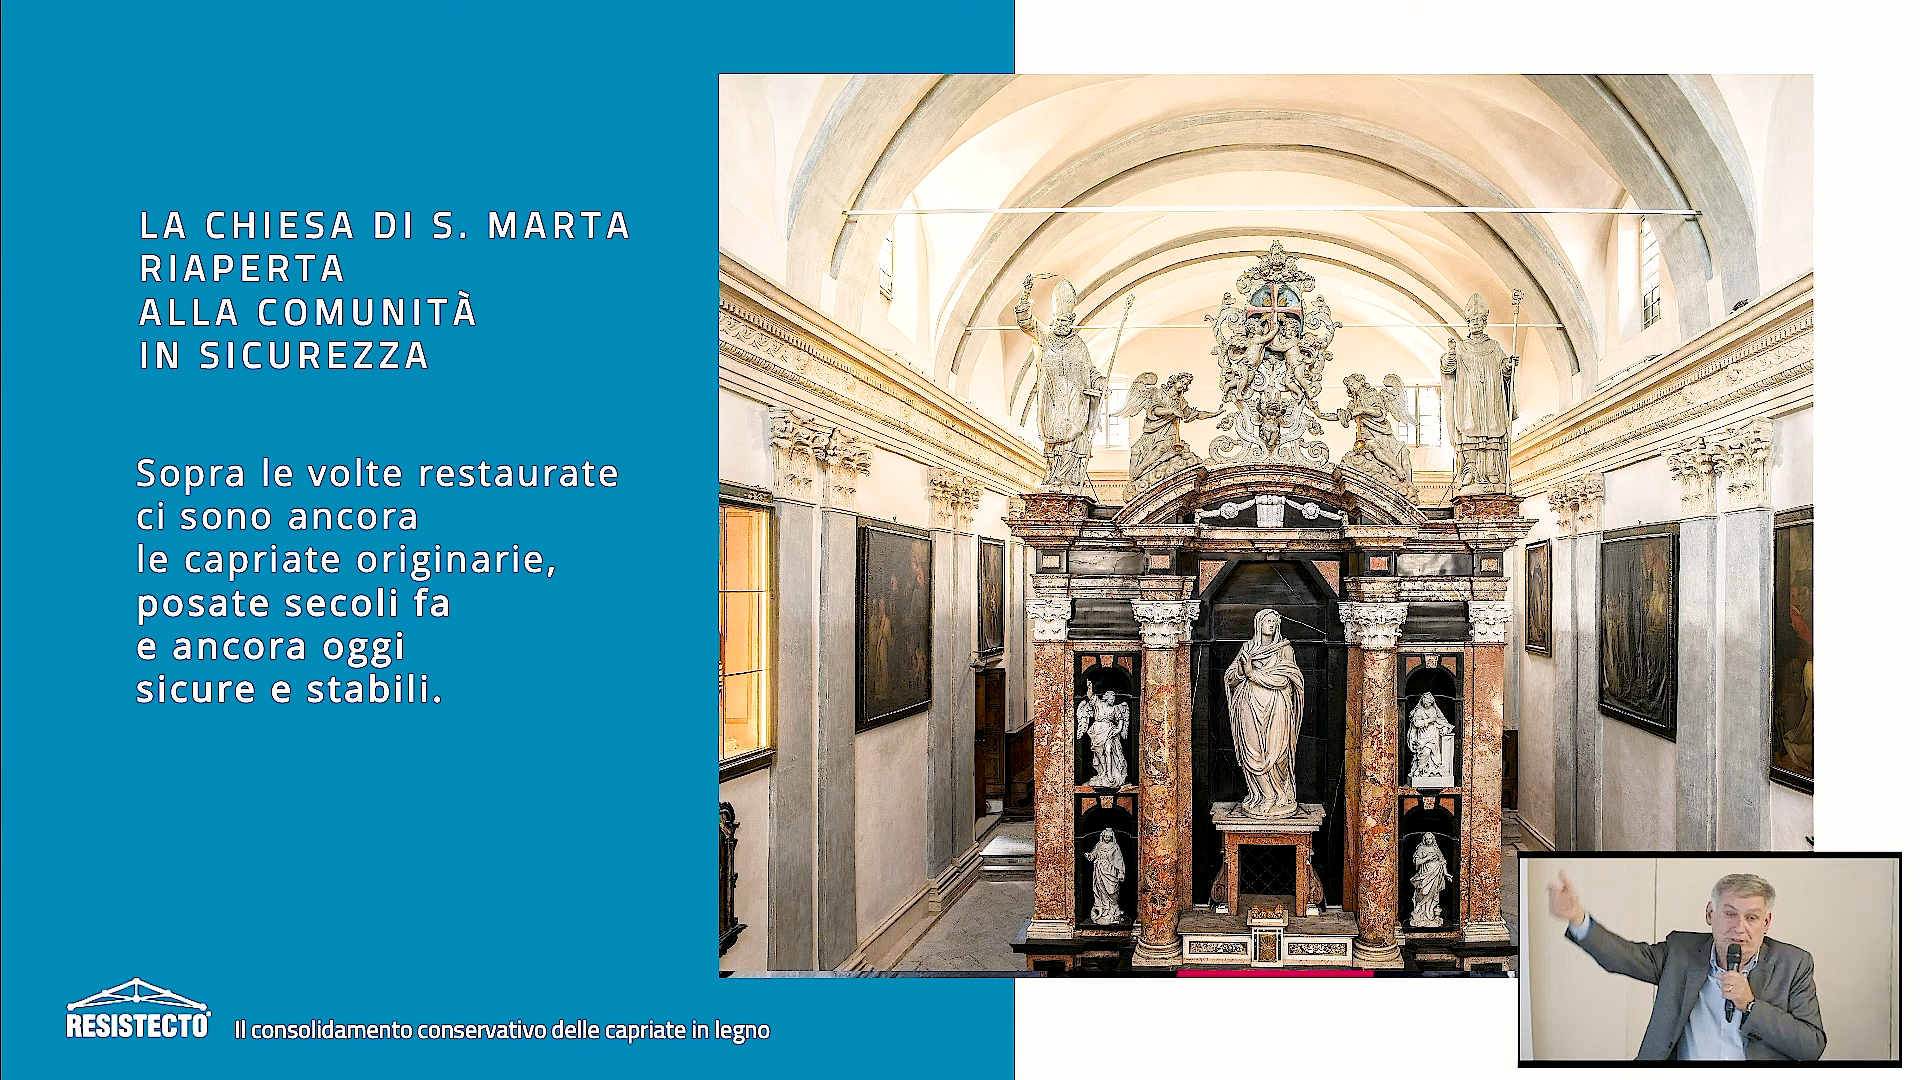 LA CHIESA DI S. MARTA
RIAPERTA
ALLA COMUNITÀ
IN SICUREZZA
Sopra le volte restaurate
ci sono ancora
le capriate originarie,
posate secoli fa
e ancora oggi
sicure e stabili.
RESISTECTO
Il consolidamento conservativo delle capriate in legno